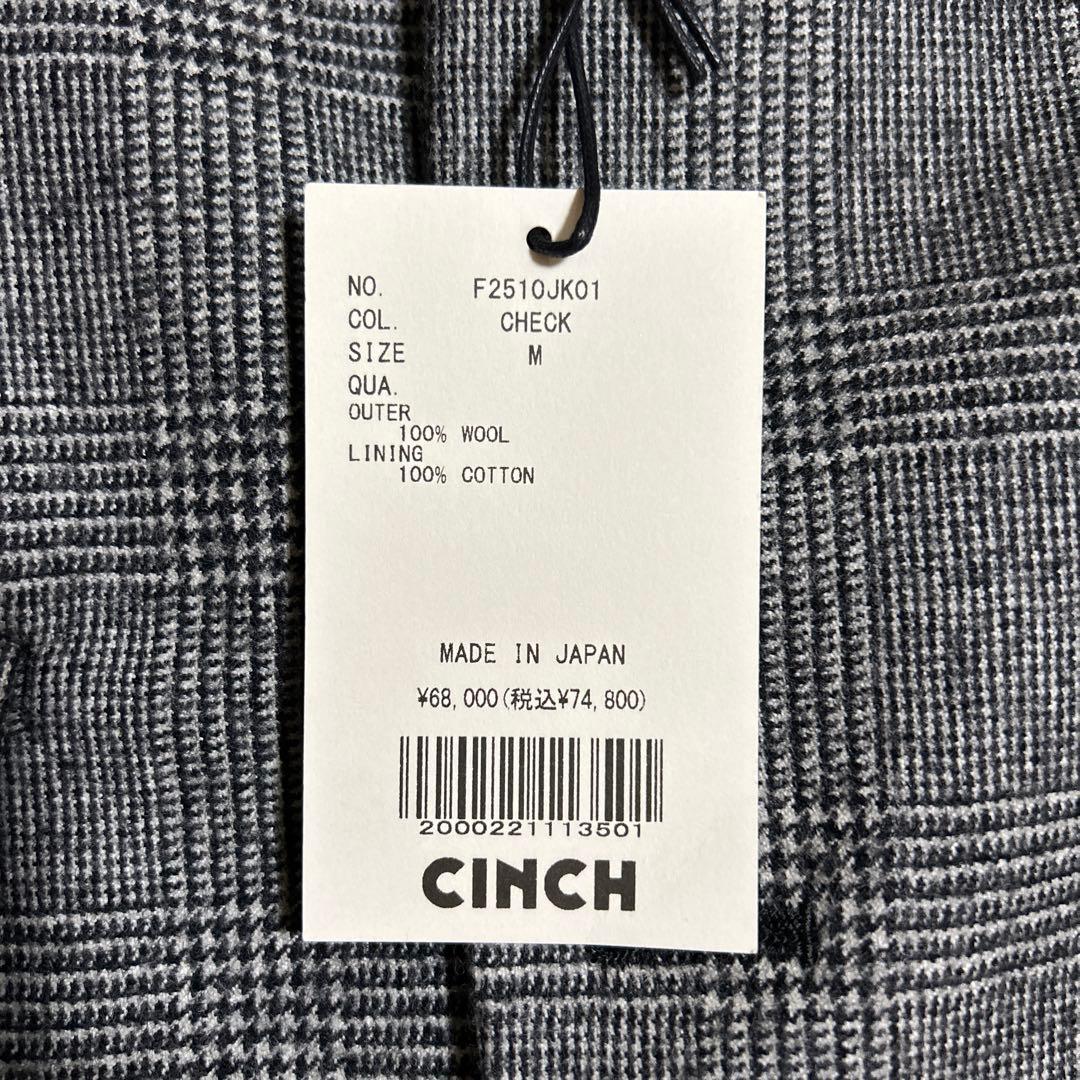 NO. F2510JK01
COL. CHECK
SIZE M
QUA.
OUTER
100% WOOL
LINING
100% COTTON
MADE IN JAPAN
¥68,000(税込¥74,800)
2000221113501
CINCH